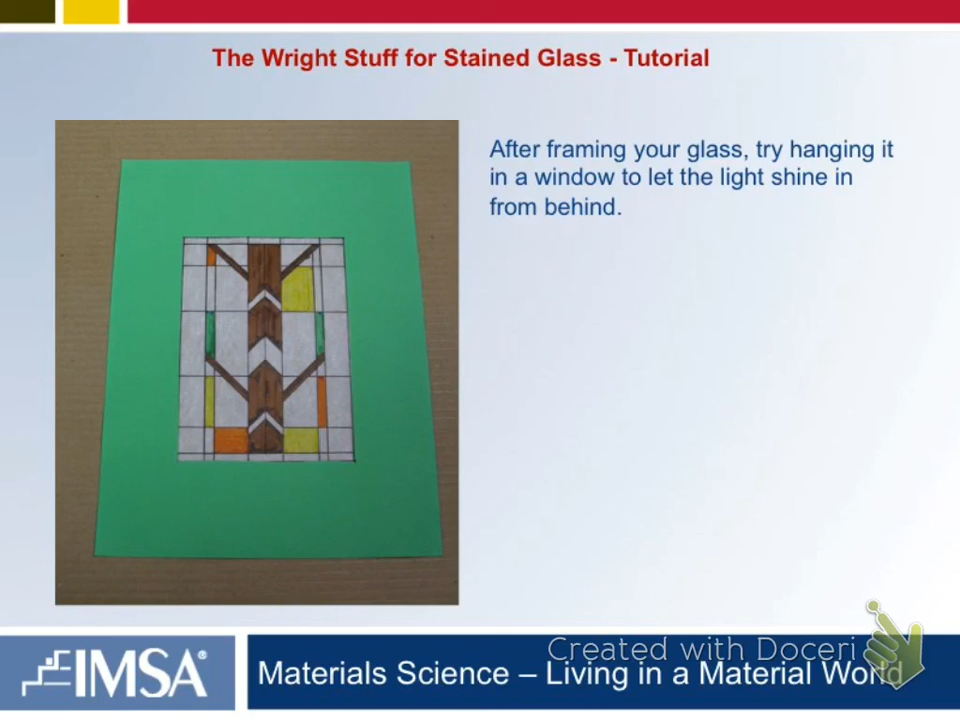 The Wright Stuff for Stained Glass - Tutorial
After framing your glass, try hanging it
in a window to let the light shine in
from behind.
Created with Doceri
IMSA®
Materials Science – Living in a Material World